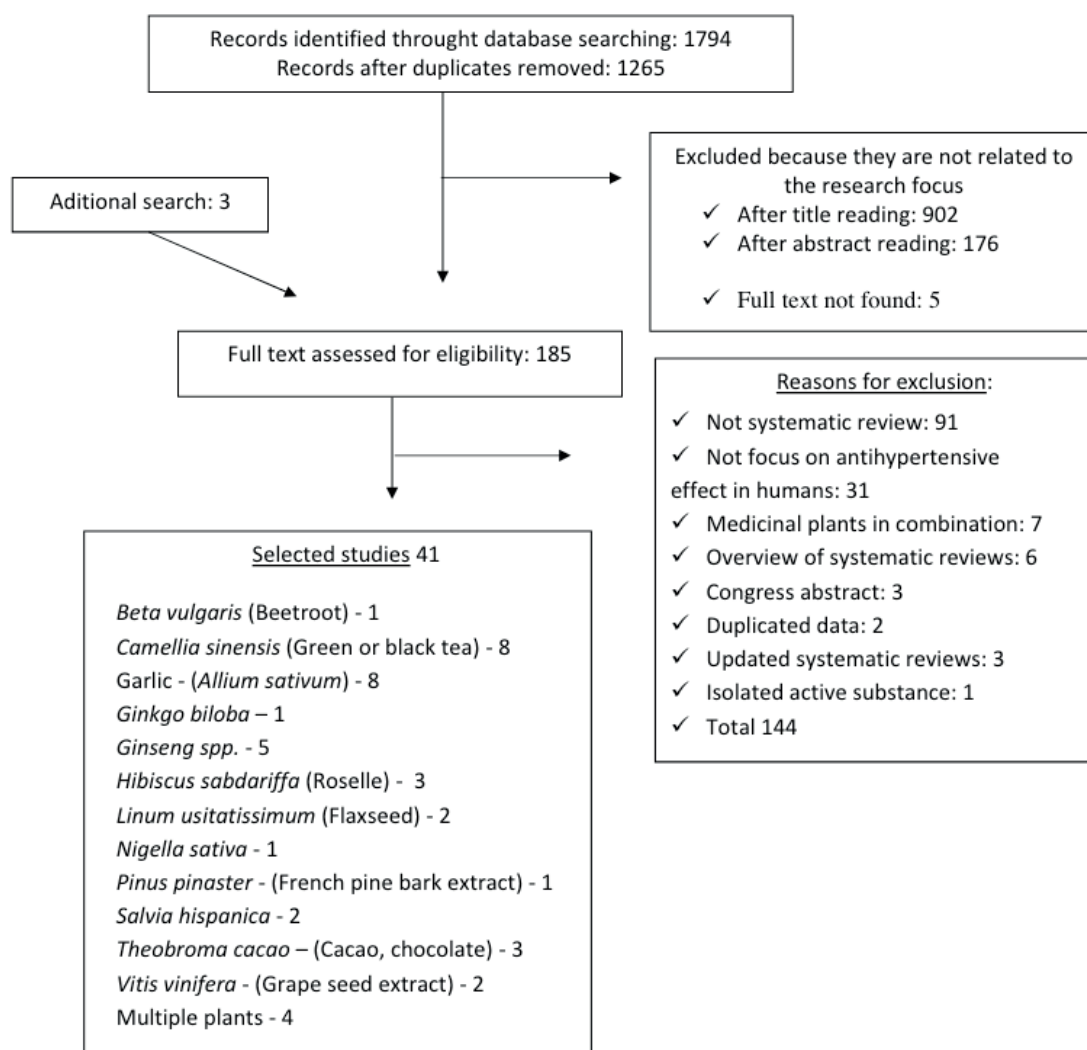 Records identified throught database searching: 1794
Records after duplicates removed: 1265
Aditional search: 3
Excluded because they are not related to
the research focus
✓ After title reading: 902
✓ After abstract reading: 176
✓ Full text not found: 5
Full text assessed for eligibility: 185
Reasons for exclusion:
✓ Not systematic review: 91
✓ Not focus on antihypertensive
effect in humans: 31
✓ Medicinal plants in combination: 7
✓ Overview of systematic reviews: 6
✓ Congress abstract: 3
✓ Duplicated data: 2
✓ Updated systematic reviews: 3
✓ Isolated active substance: 1
✓ Total 144
Selected studies 41
Beta vulgaris (Beetroot) - 1
Camellia sinensis (Green or black tea) - 8
Garlic - (Allium sativum) - 8
Ginkgo biloba – 1
Ginseng spp. - 5
Hibiscus sabdariffa (Roselle) - 3
Linum usitatissimum (Flaxseed) - 2
Nigella sativa - 1
Pinus pinaster - (French pine bark extract) - 1
Salvia hispanica - 2
Theobroma cacao – (Cacao, chocolate) - 3
Vitis vinifera - (Grape seed extract) - 2
Multiple plants - 4